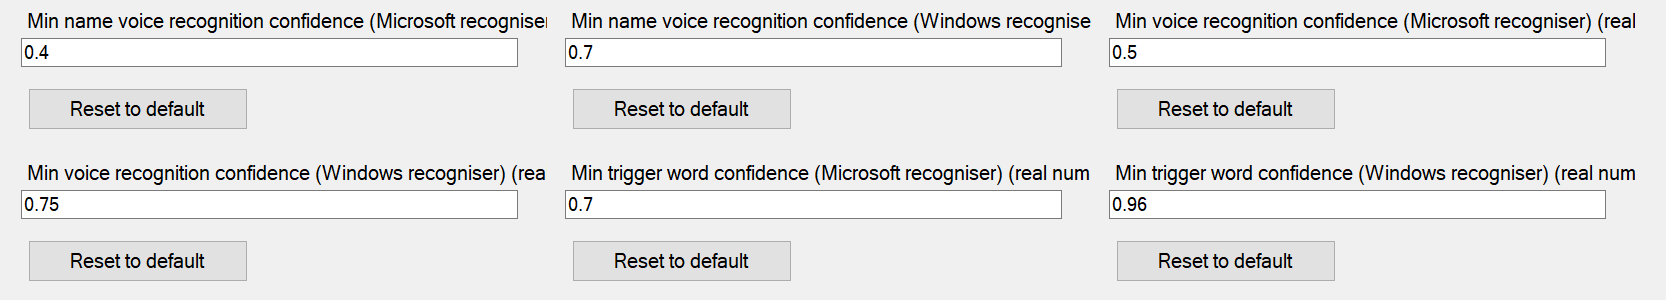 Min name voice recognition confidence (Microsoft recogniser
0.4
Reset to default
Min name voice recognition confidence (Windows recognise
0.7
Reset to default
Min voice recognition confidence (Microsoft recogniser) (real
0.5
Reset to default
Min voice recognition confidence (Windows recogniser) (rea
0.75
Reset to default
Min trigger word confidence (Microsoft recogniser) (real num
0.7
Reset to default
Min trigger word confidence (Windows recogniser) (real num
0.96
Reset to default